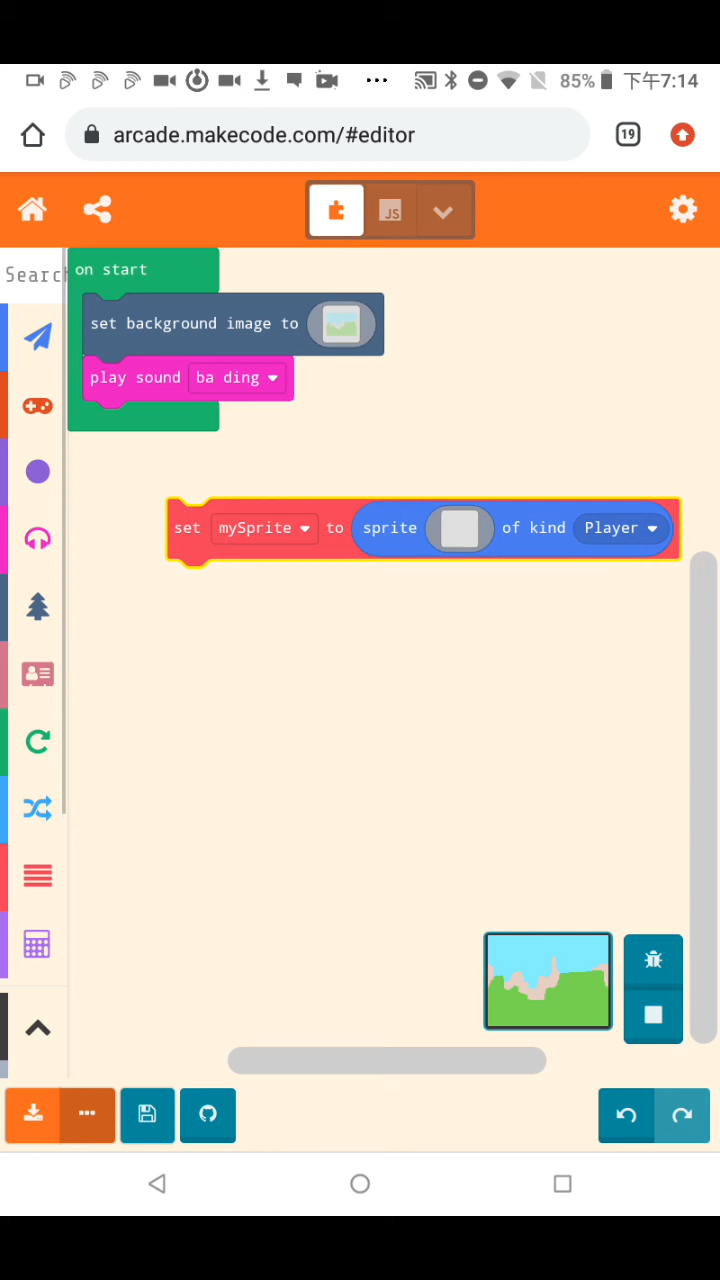 85% 下午7:14
arcade.makecode.com/#editor 19
JS
Search
on start
set background image to
play sound ba ding
set mySprite to sprite of kind Player